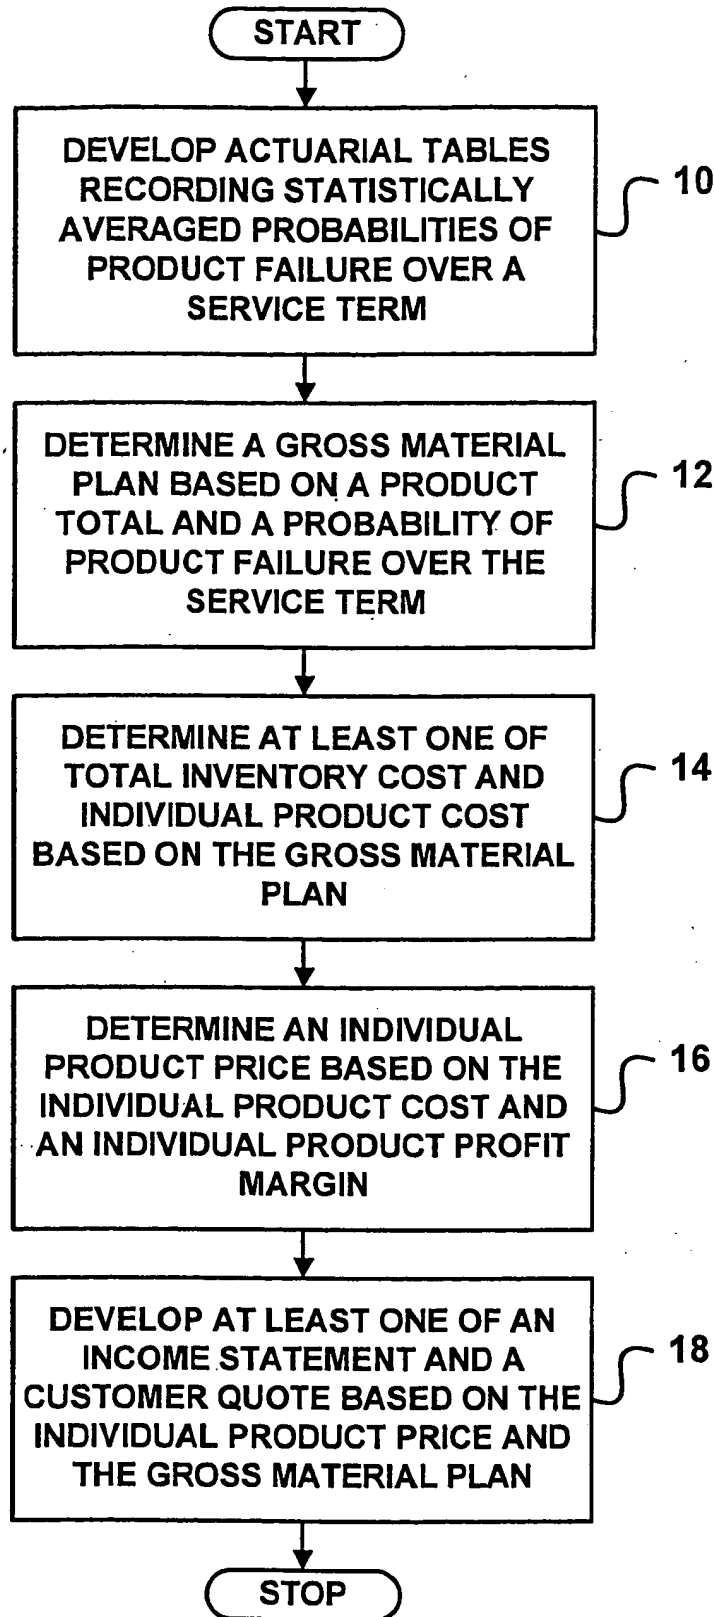 START
DEVELOP ACTUARIAL TABLES
RECORDING STATISTICALLY
AVERAGED PROBABILITIES OF
PRODUCT FAILURE OVER A
SERVICE TERM
10
DETERMINE A GROSS MATERIAL
PLAN BASED ON A PRODUCT
TOTAL AND A PROBABILITY OF
PRODUCT FAILURE OVER THE
SERVICE TERM
12
DETERMINE AT LEAST ONE OF
TOTAL INVENTORY COST AND
INDIVIDUAL PRODUCT COST
BASED ON THE GROSS MATERIAL
PLAN
14
DETERMINE AN INDIVIDUAL
PRODUCT PRICE BASED ON THE
INDIVIDUAL PRODUCT COST AND
AN INDIVIDUAL PRODUCT PROFIT
MARGIN
16
DEVELOP AT LEAST ONE OF AN
INCOME STATEMENT AND A
CUSTOMER QUOTE BASED ON THE
INDIVIDUAL PRODUCT PRICE AND
THE GROSS MATERIAL PLAN
18
STOP